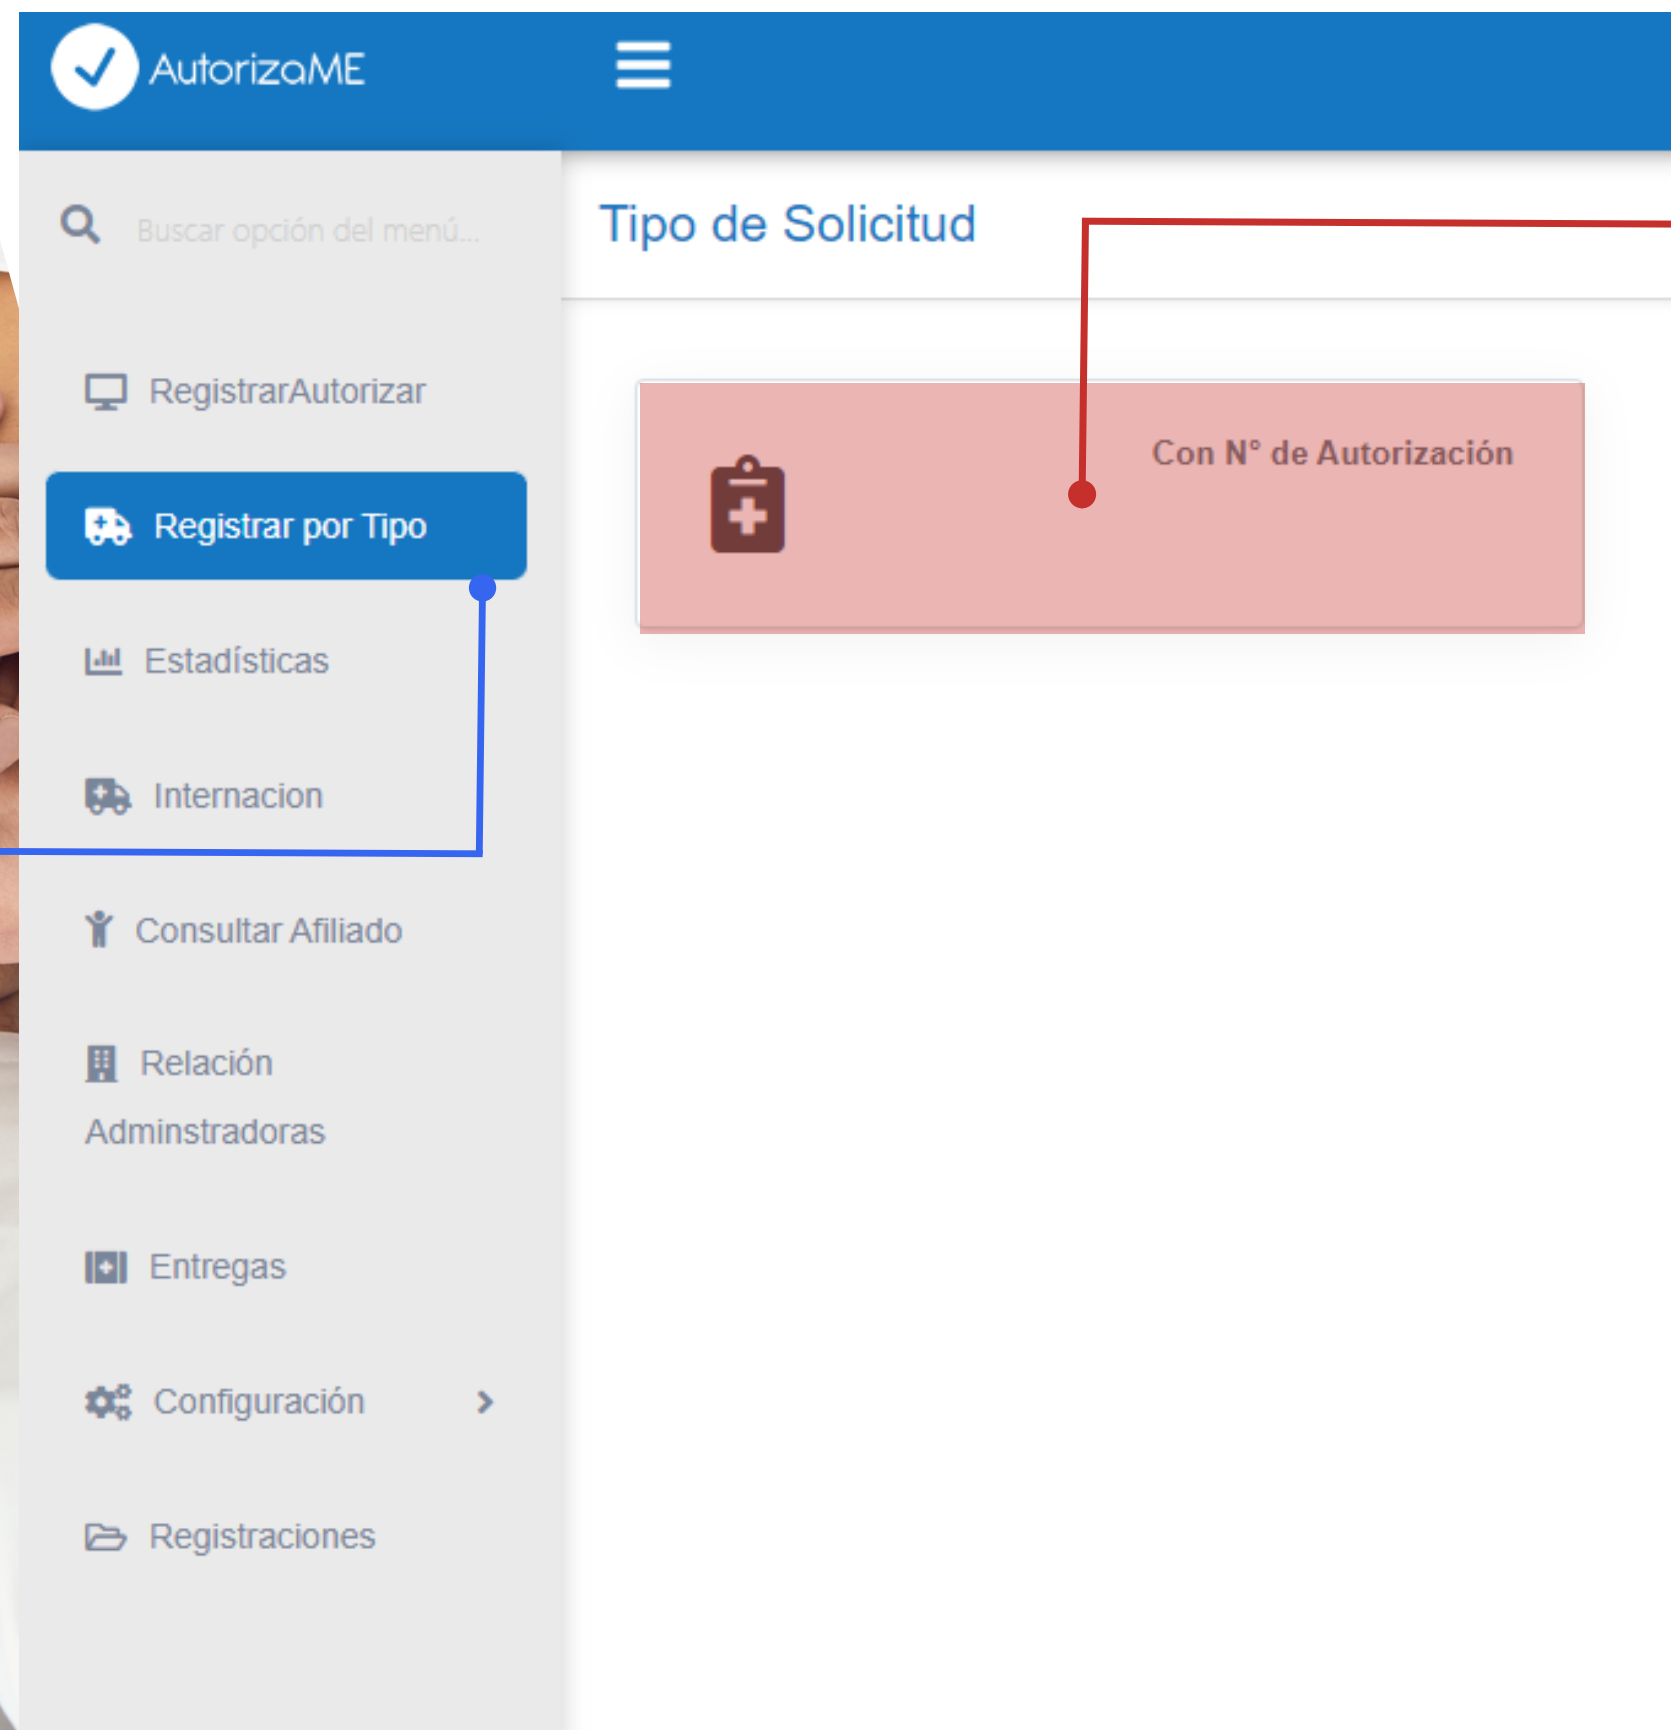 AutorizaME
Buscar opción del menú...
Tipo de Solicitud
RegistrarAutorizar
Con N° de Autorización
Registrar por Tipo
Estadísticas
Internacion
Consultar Afiliado
Relación
Adminstradoras
Entregas
Configuración
Registraciones